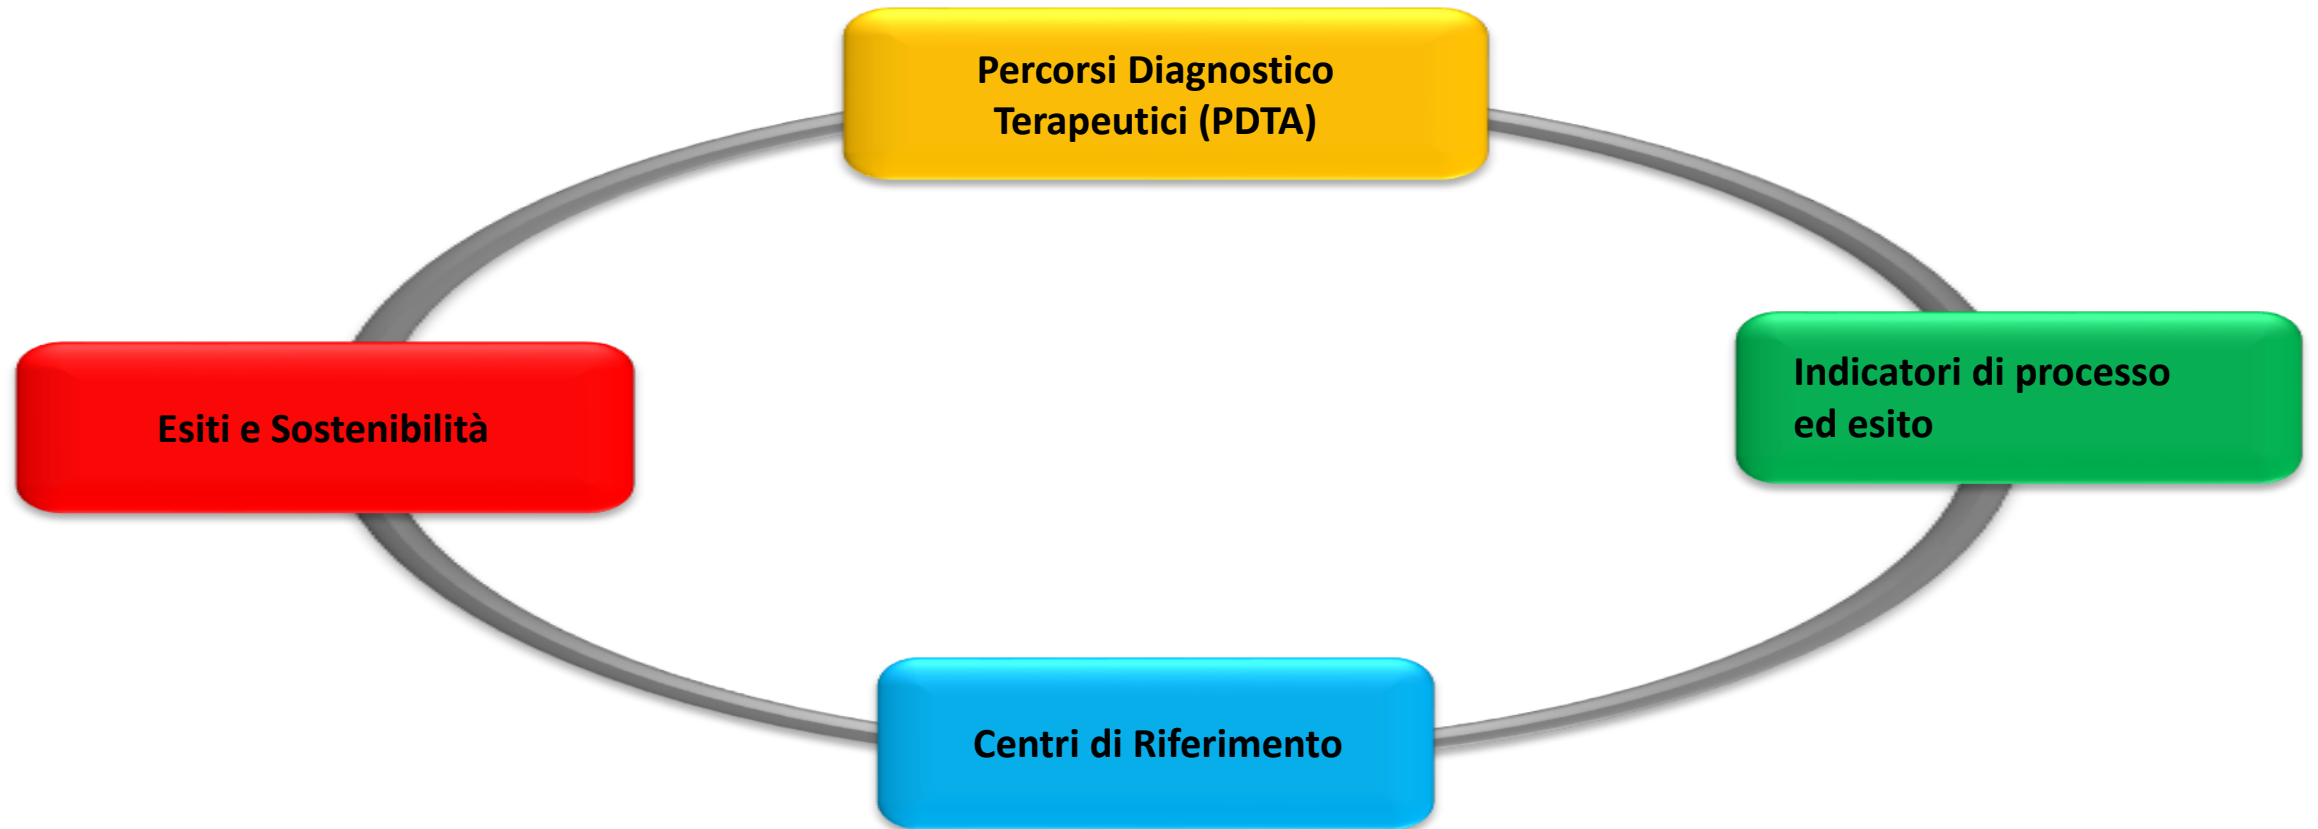 Percorsi Diagnostico
Terapeutici (PDTA)
Indicatori di processo
ed esito
Esiti e Sostenibilità
Centri di Riferimento